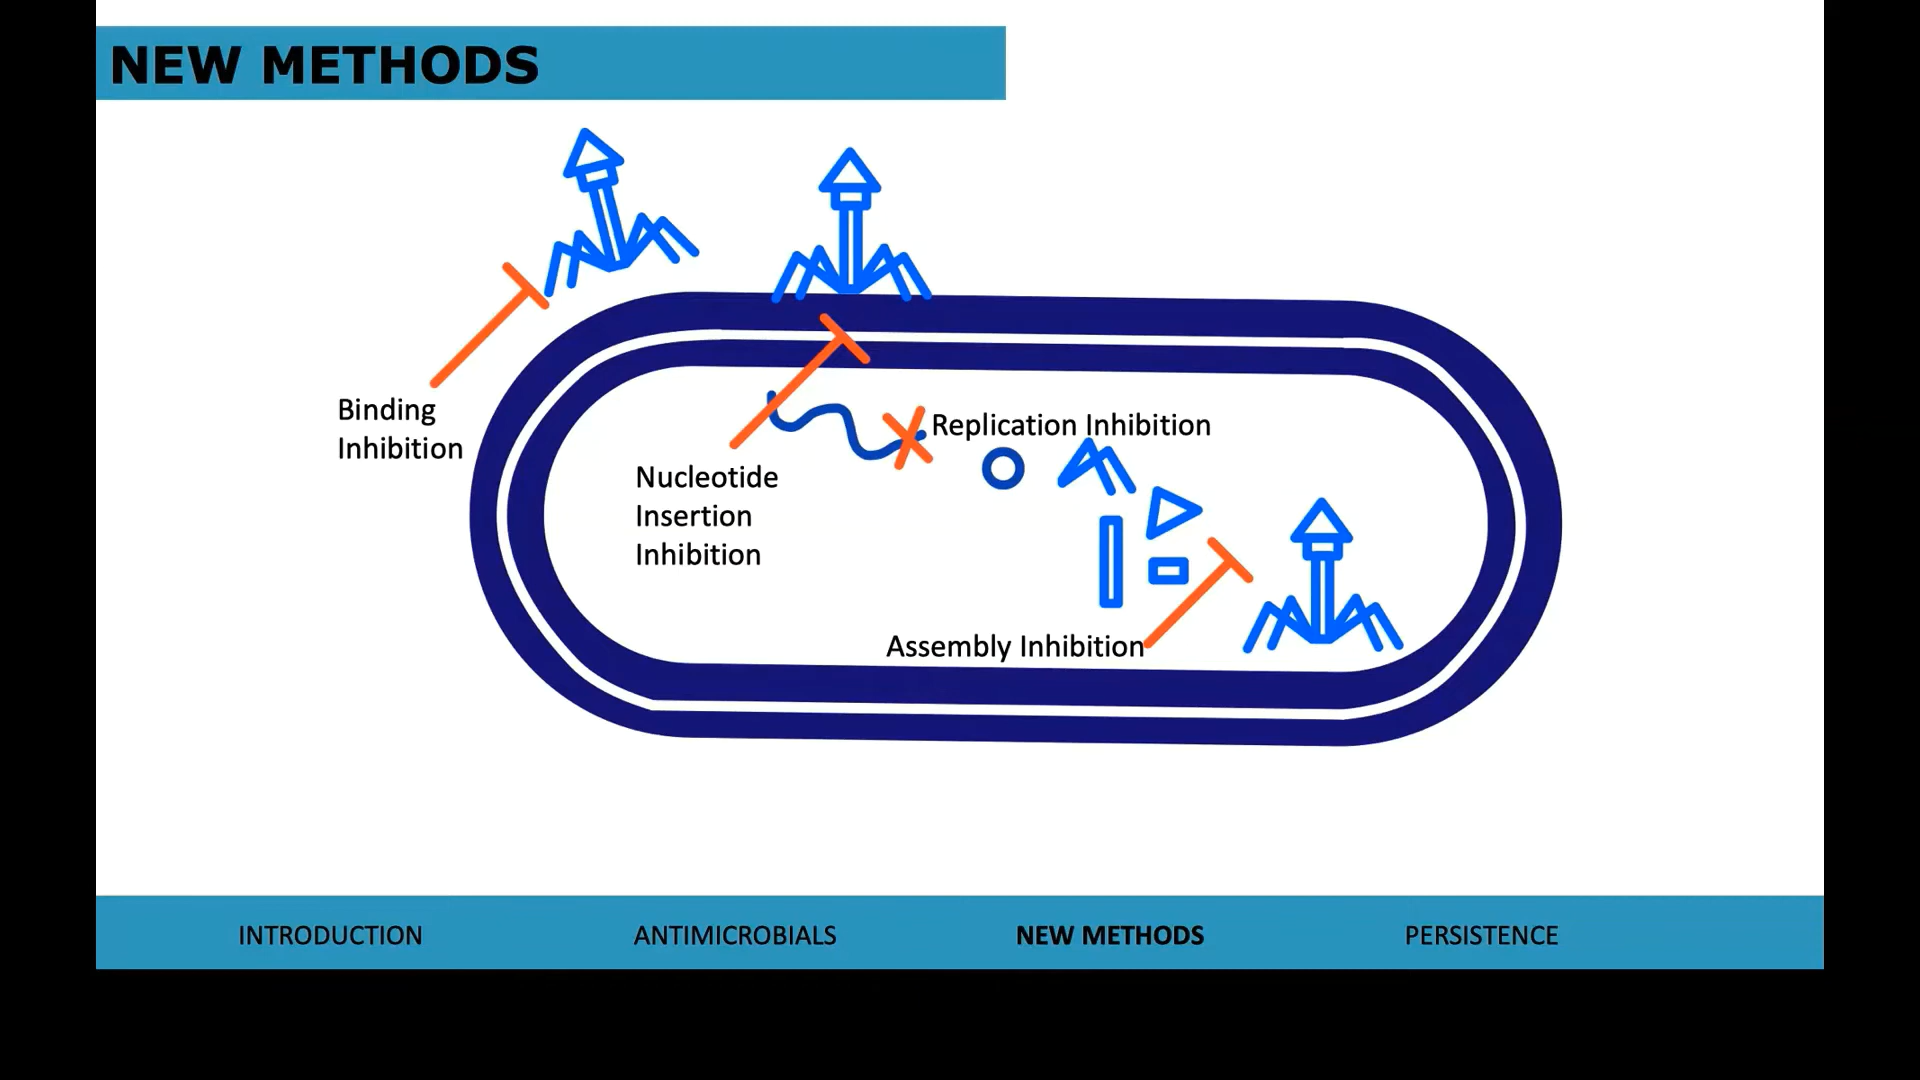 NEW METHODS
Binding
Inhibition
Replication Inhibition
Nucleotide
Insertion
Inhibition
Assembly Inhibition
INTRODUCTION
ANTIMICROBIALS
NEW METHODS
PERSISTENCE